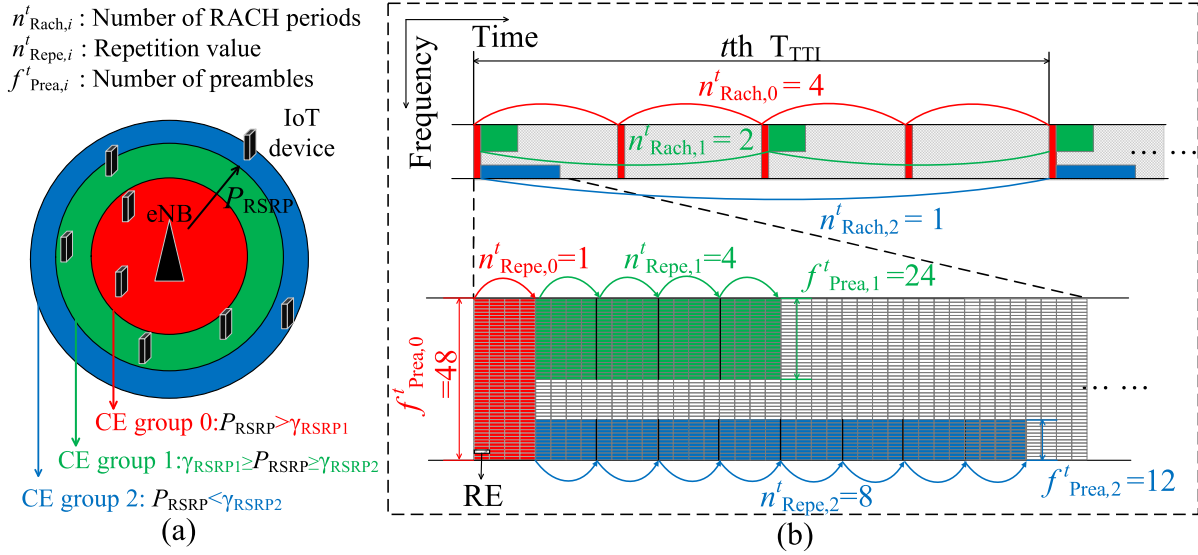 n^t_Rach,i : Number of RACH periods
n^t_Repe,i : Repetition value
f^t_Prea,i : Number of preambles
IoT
device
eNB
P_RSRP
CE group 0:P_RSRP>γ_RSRP1
CE group 1:γ_RSRP1≥P_RSRP≥γ_RSRP2
CE group 2: P_RSRP<γ_RSRP2
(a)
Time
Frequency
tth T_TTI
n^t_Rach,0 = 4
n^t_Rach,1 = 2
... ...
n^t_Rach,2 = 1
n^t_Repe,0=1
n^t_Repe,1=4
f^t_Prea,1=24
f^t_Prea,0
=48
... ...
RE
n^t_Repe,2=8
f^t_Prea,2=12
(b)